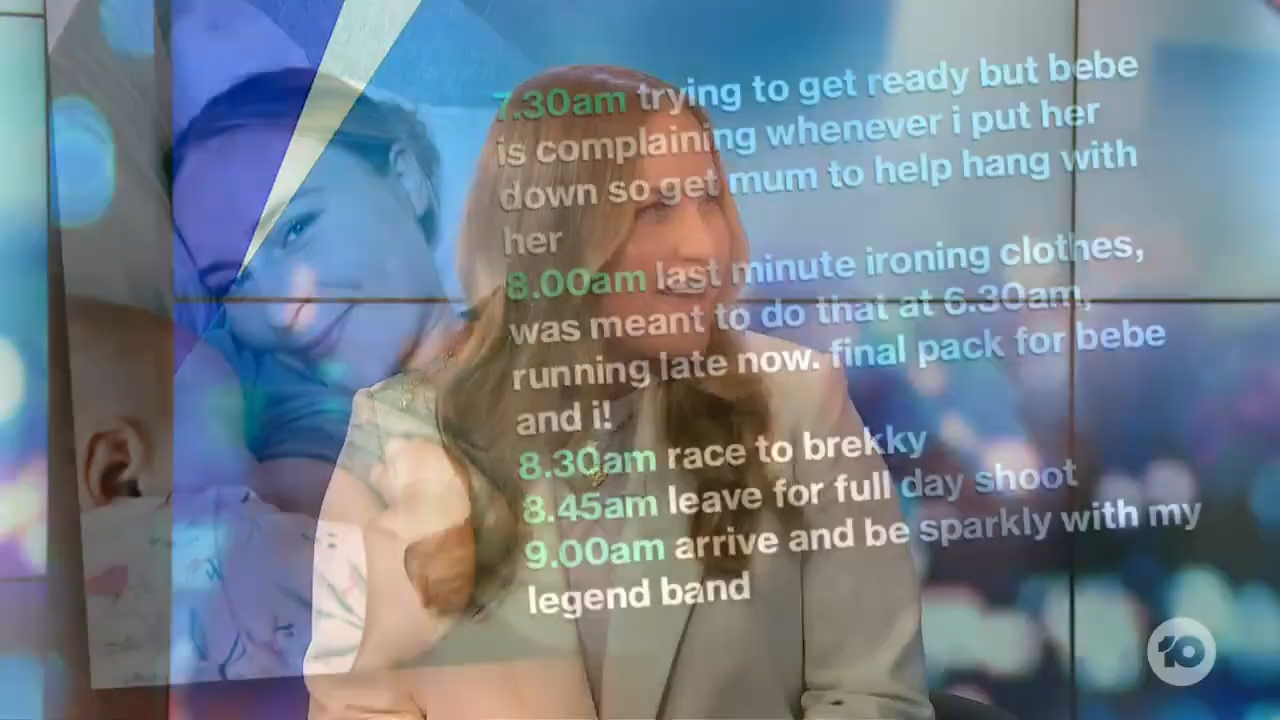 7.30am trying to get ready but bebe
is complaining whenever i put her
down so get mum to help hang with
her
8.00am last minute ironing clothes,
was meant to do that at 6.30am,
running late now. final pack for bebe
and i!
8.30am race to brekky
8.45am leave for full day shoot
9.00am arrive and be sparkly with my
legend band
10